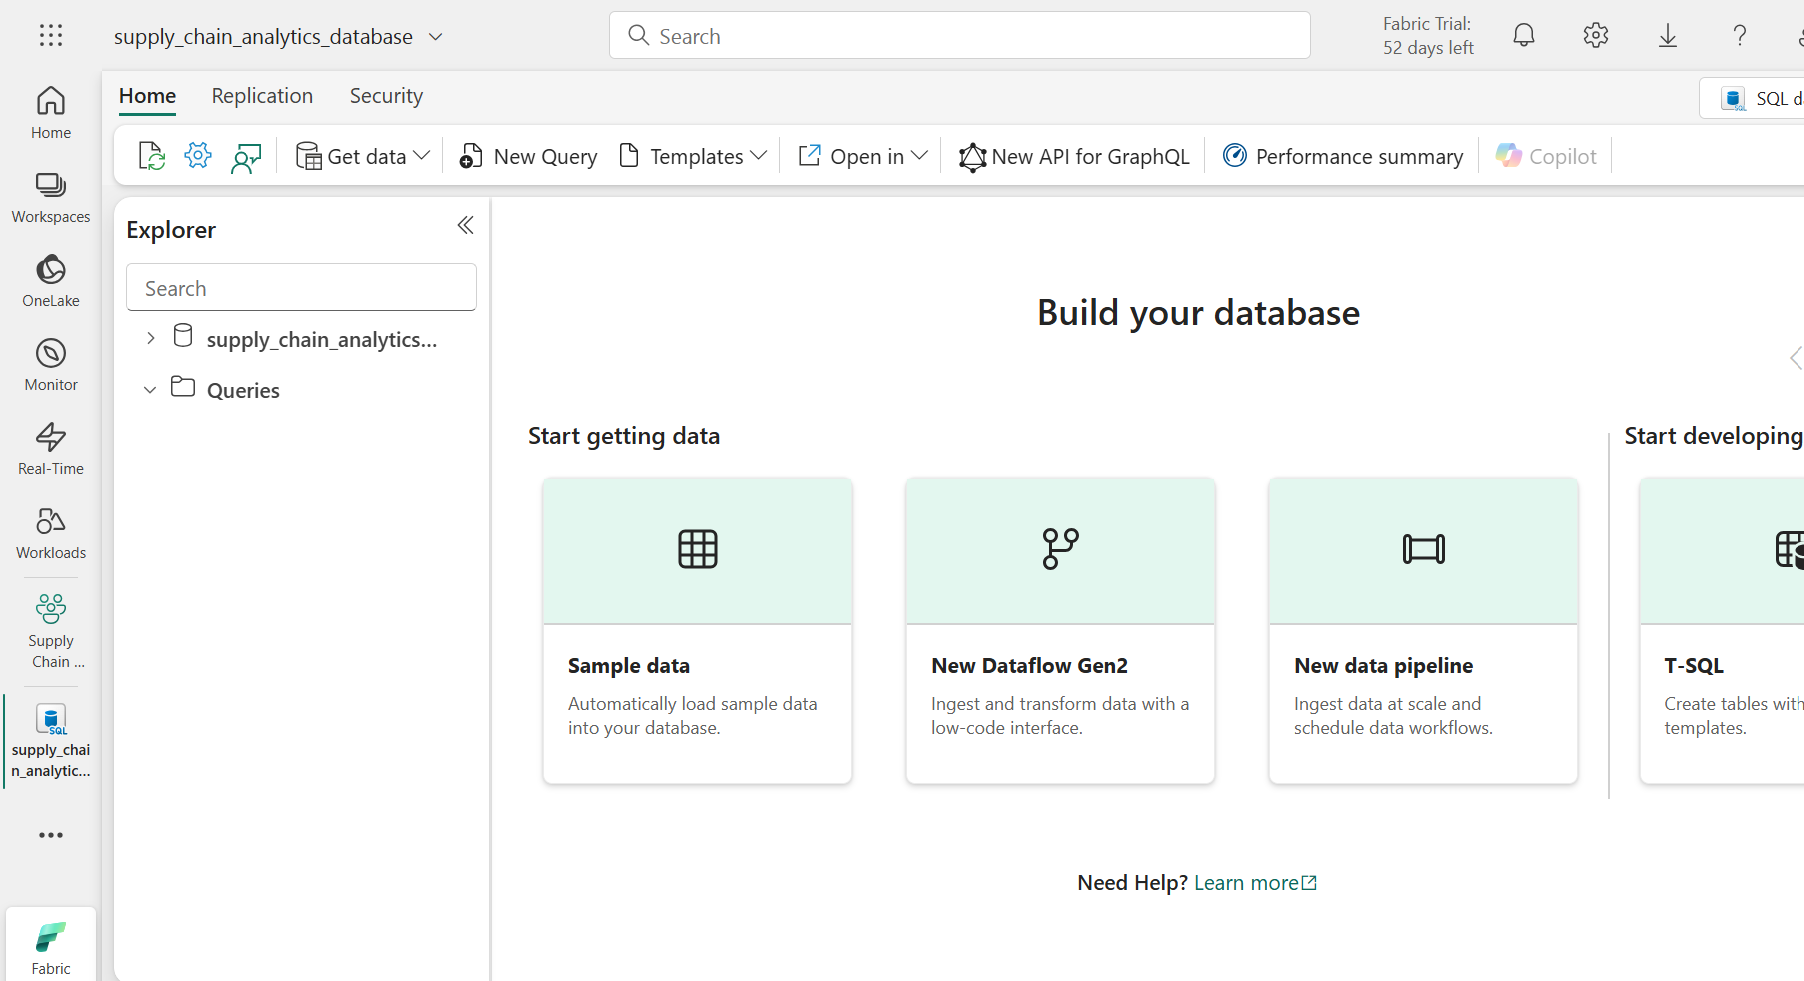 supply_chain_analytics_database
Search
Fabric Trial:
52 days left
Home
Replication
Security
SQL da
Get data
New Query
Templates
Open in
New API for GraphQL
Performance summary
Copilot
Home
Workspaces
OneLake
Monitor
Real-Time
Workloads
Supply
Chain ...
supply_chai
n_analytic...
Fabric
Explorer
Search
supply_chain_analytics...
Queries
Build your database
Start getting data
Start developing
Sample data
Automatically load sample data
into your database.
New Dataflow Gen2
Ingest and transform data with a
low-code interface.
New data pipeline
Ingest data at scale and
schedule data workflows.
T-SQL
Create tables with
templates.
Need Help? Learn more